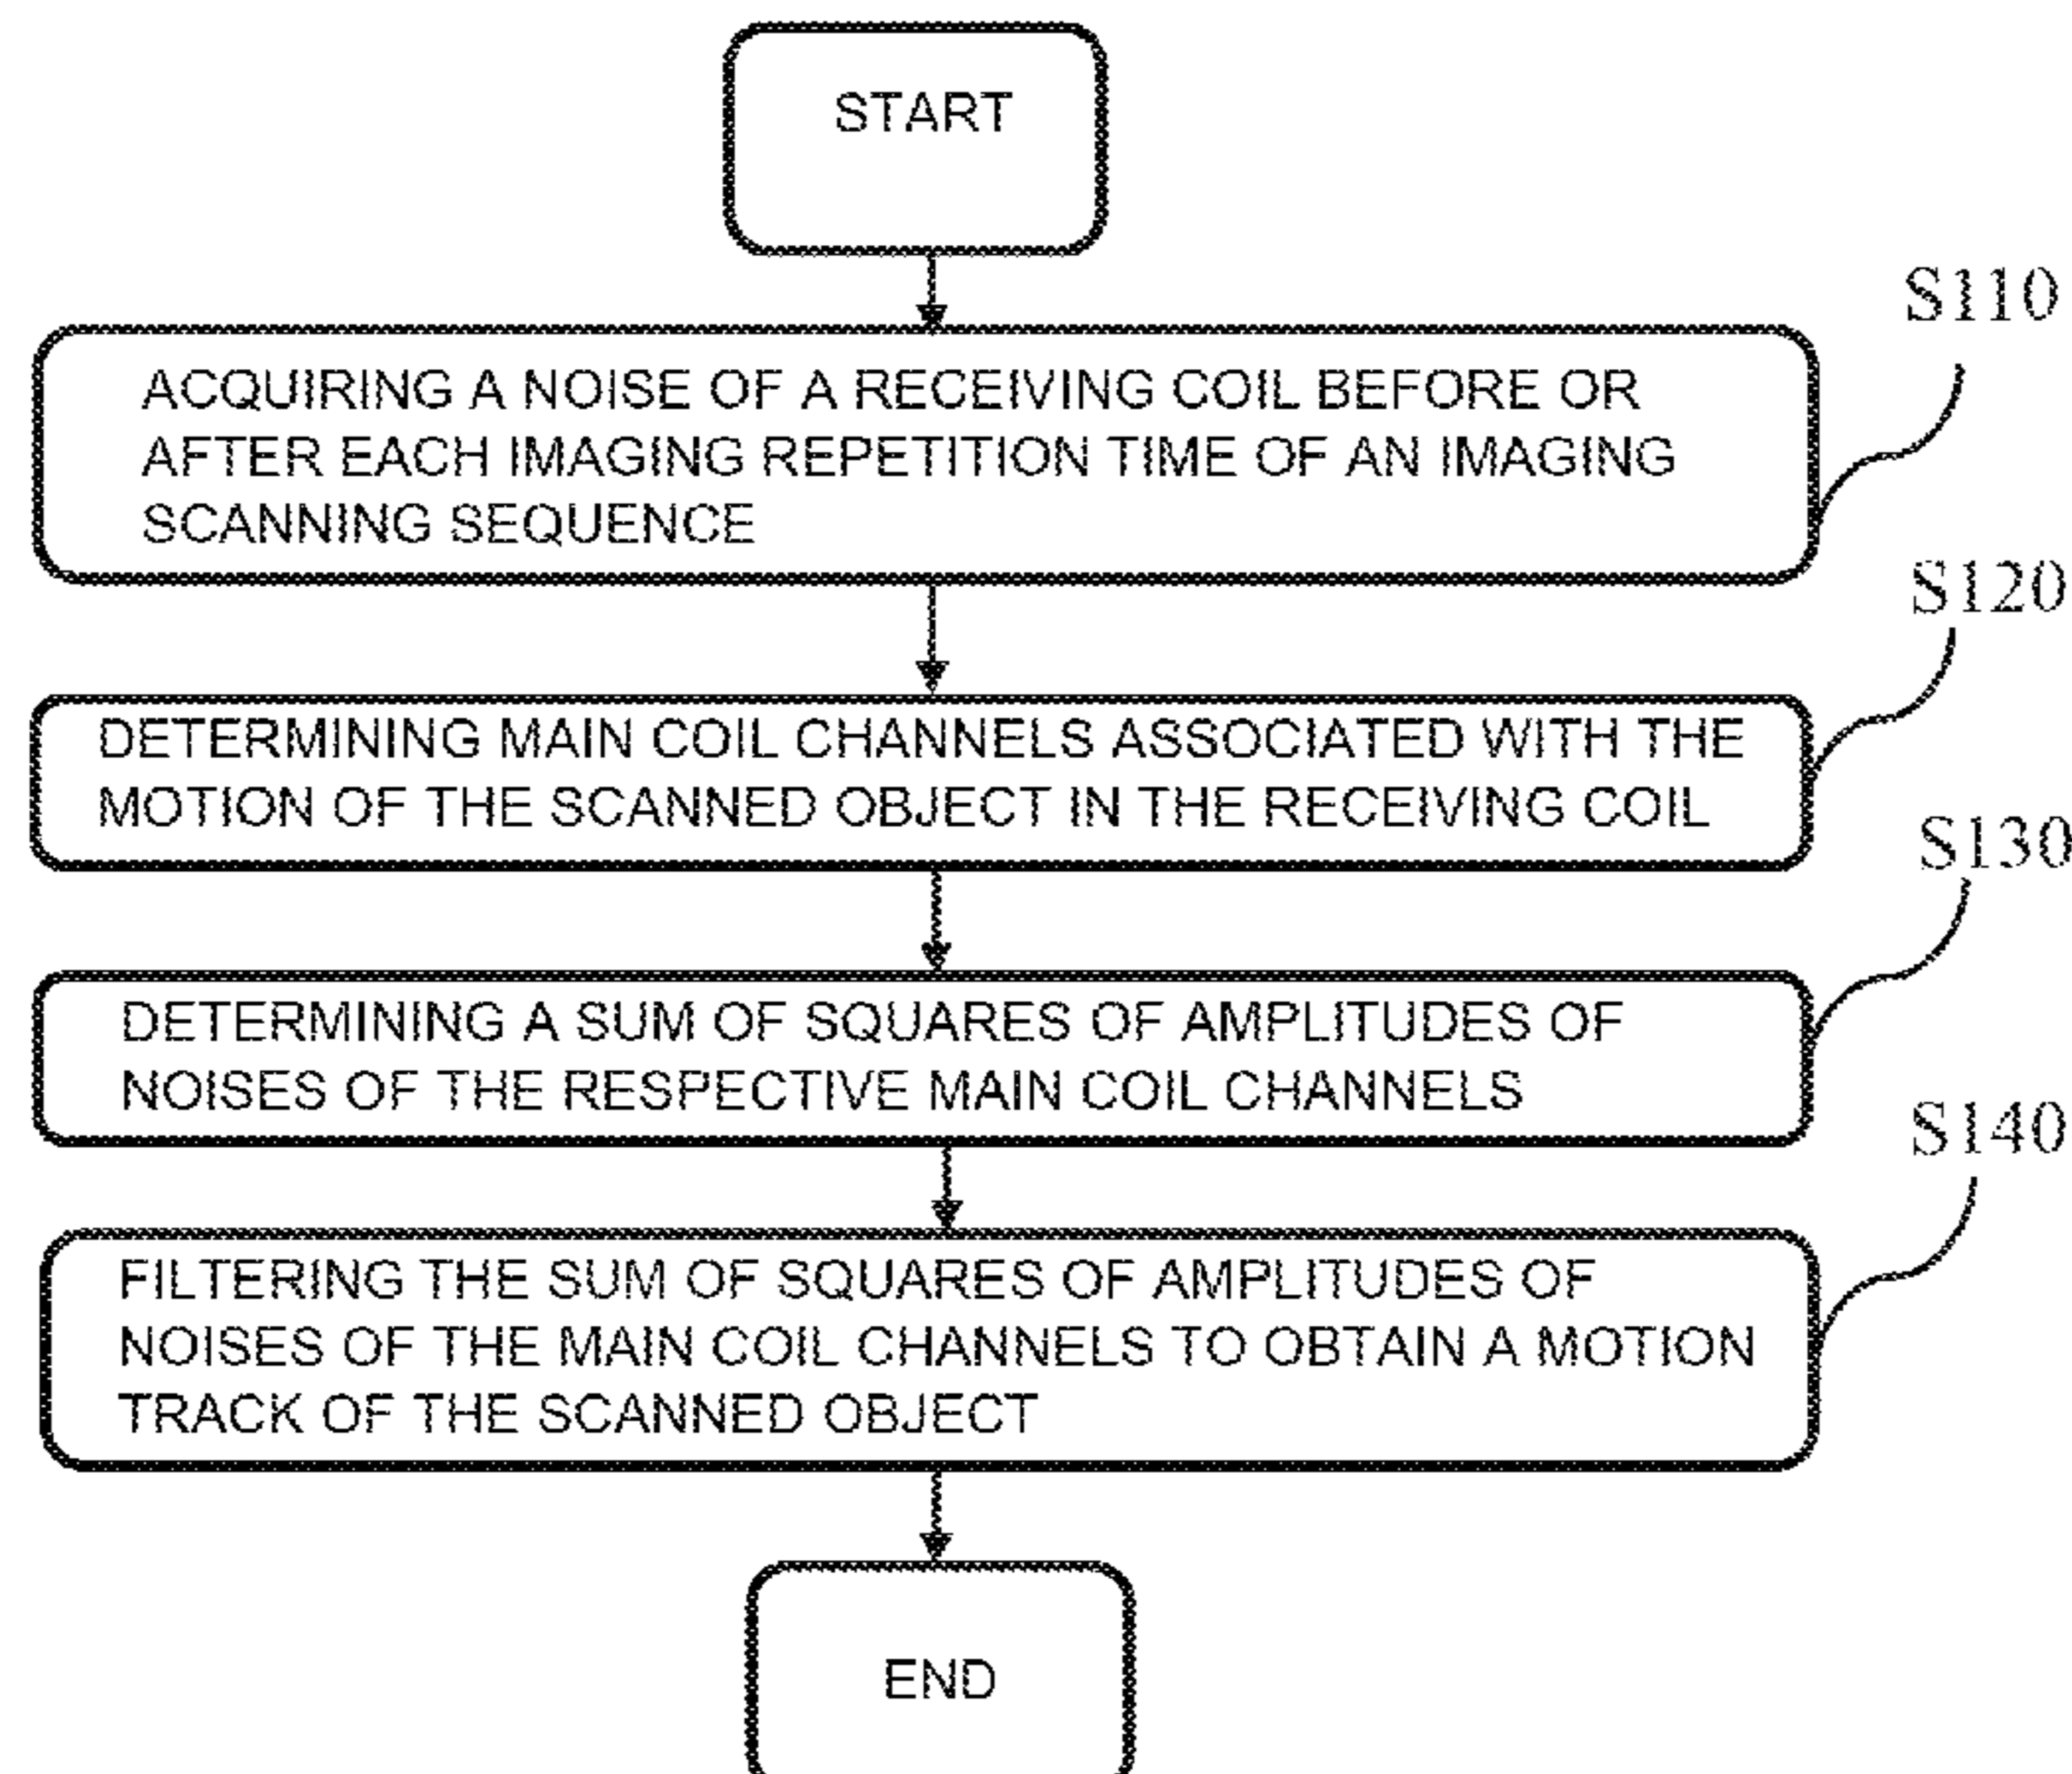 START
S110
ACQUIRING A NOISE OF A RECEIVING COIL BEFORE OR
AFTER EACH IMAGING REPETITION TIME OF AN IMAGING
SCANNING SEQUENCE
S120
DETERMINING MAIN COIL CHANNELS ASSOCIATED WITH THE
MOTION OF THE SCANNED OBJECT IN THE RECEIVING COIL
S130
DETERMINING A SUM OF SQUARES OF AMPLITUDES OF
NOISES OF THE RESPECTIVE MAIN COIL CHANNELS
S140
FILTERING THE SUM OF SQUARES OF AMPLITUDES OF
NOISES OF THE MAIN COIL CHANNELS TO OBTAIN A MOTION
TRACK OF THE SCANNED OBJECT
END